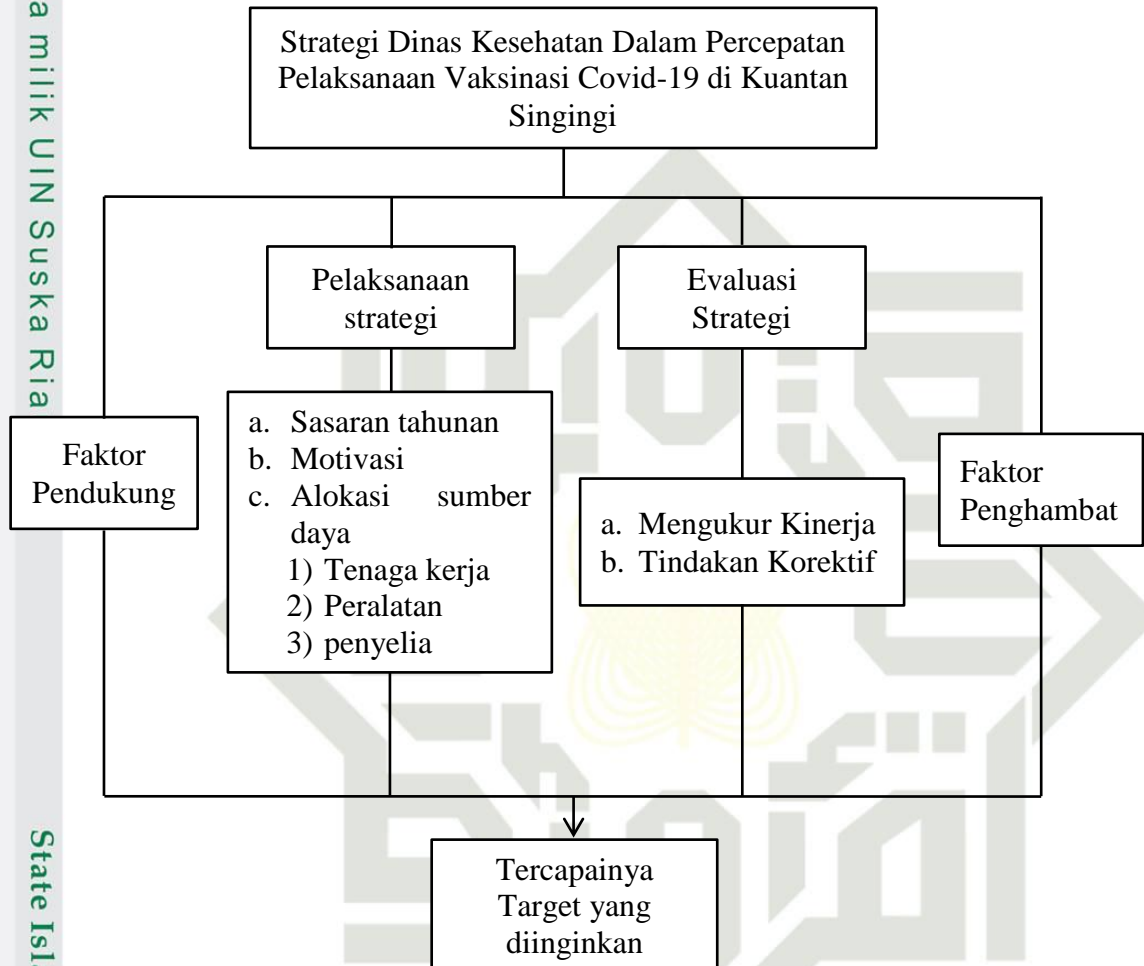 Strategi Dinas Kesehatan Dalam Percepatan
Pelaksanaan Vaksinasi Covid-19 di Kuantan
Singingi
Pelaksanaan
strategi
Evaluasi
Strategi
Faktor
Pendukung
a. Sasaran tahunan
b. Motivasi
c. Alokasi sumber
daya
1) Tenaga kerja
2) Peralatan
3) penyelia
a. Mengukur Kinerja
b. Tindakan Korektif
Faktor
Penghambat
Tercapainya
Target yang
diinginkan
a milik UIN Suska Ria
State Isl